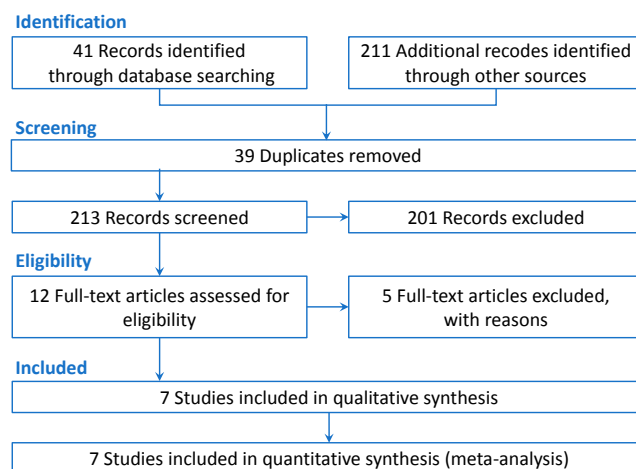 Identification
41 Records identified
through database searching
211 Additional recodes identified
through other sources
Screening
39 Duplicates removed
213 Records screened
201 Records excluded
Eligibility
12 Full-text articles assessed for
eligibility
5 Full-text articles excluded,
with reasons
Included
7 Studies included in qualitative synthesis
7 Studies included in quantitative synthesis (meta-analysis)